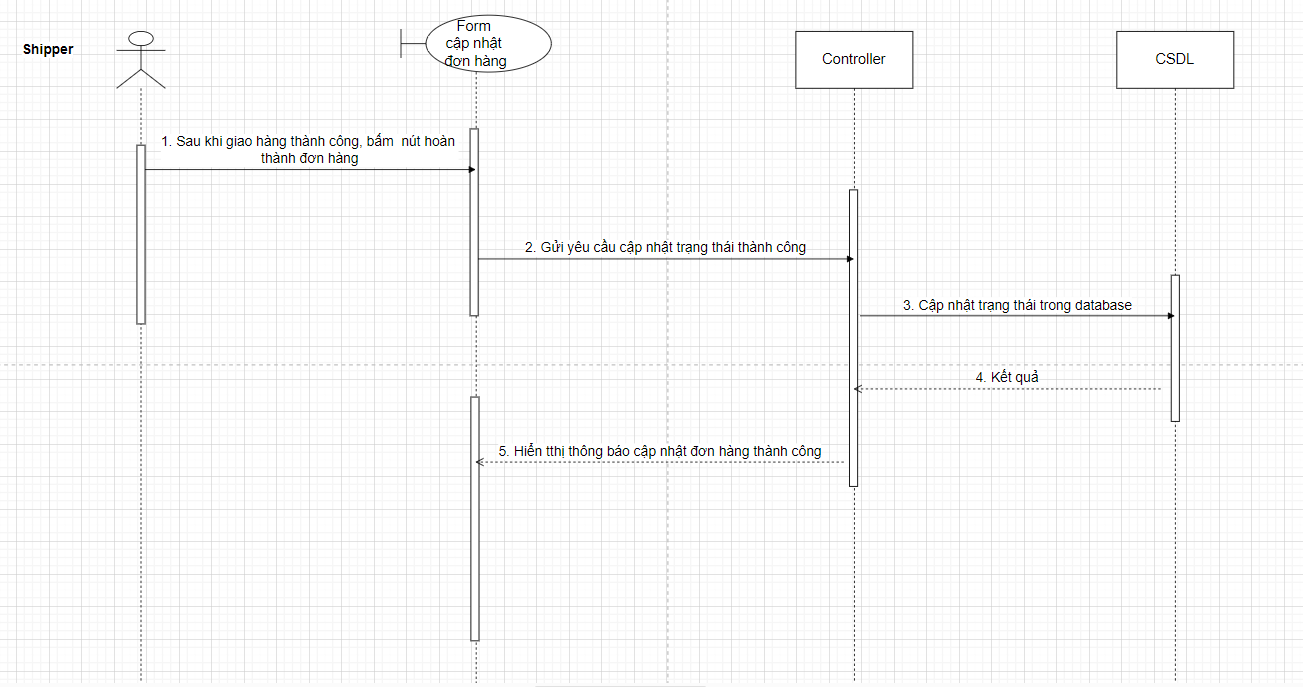 Shipper
Form
cập nhật
đơn hàng
Controller
CSDL
1. Sau khi giao hàng thành công, bấm  nút hoàn
thành đơn hàng
2. Gửi yêu cầu cập nhật trạng thái thành công
3. Cập nhật trạng thái trong database
4. Kết quả
5. Hiển tthị thông báo cập nhật đơn hàng thành công